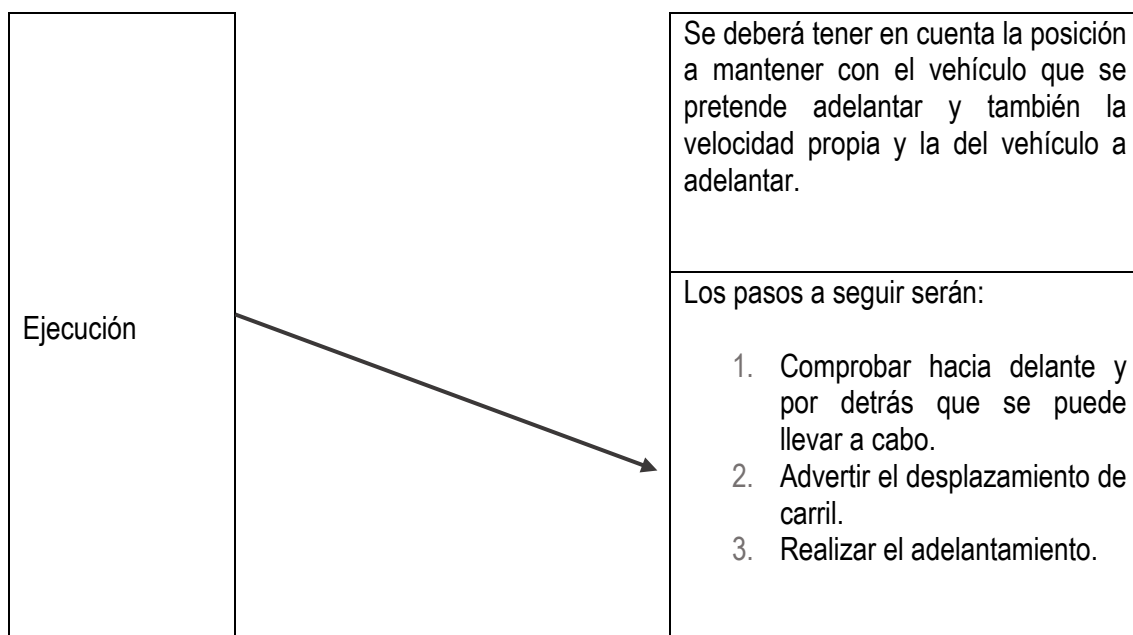 Ejecución
Se deberá tener en cuenta la posición
a mantener con el vehículo que se
pretende adelantar y también la
velocidad propia y la del vehículo a
adelantar.
Los pasos a seguir serán:
1. Comprobar hacia delante y
por detrás que se puede
llevar a cabo.
2. Advertir el desplazamiento de
carril.
3. Realizar el adelantamiento.